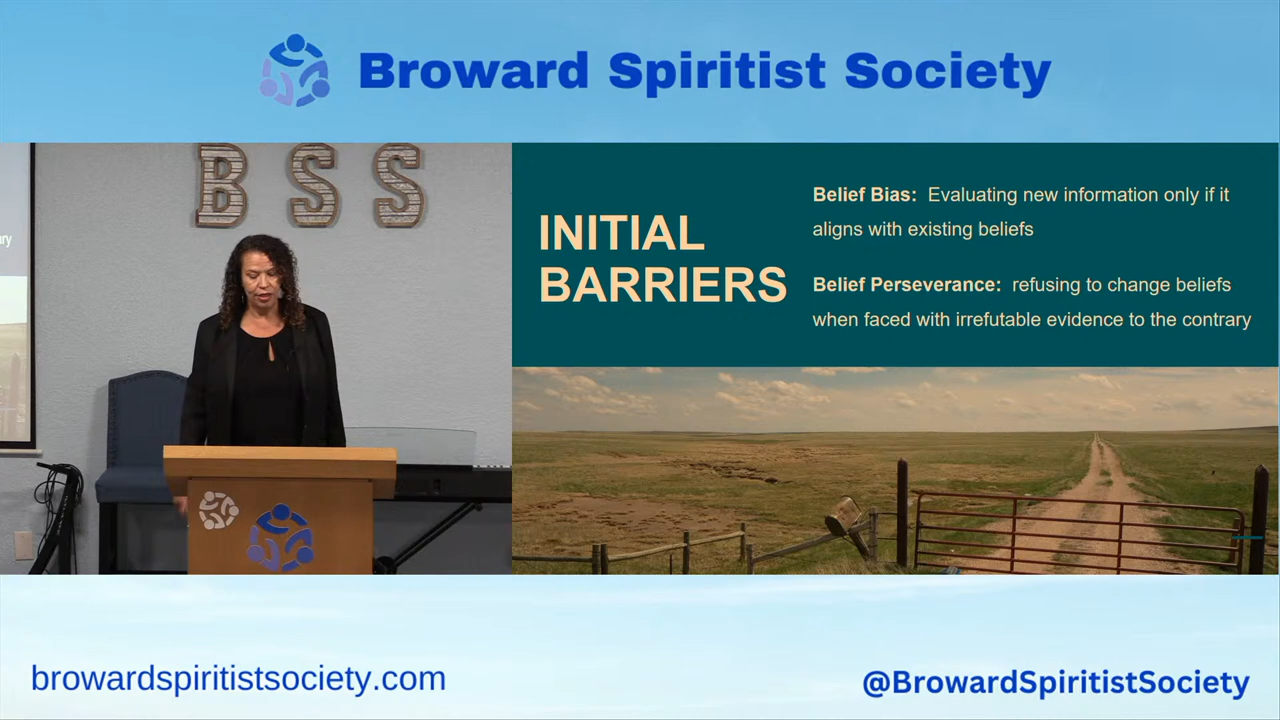 Broward Spiritist Society
BSS
ry
INITIAL
BARRIERS
Belief Bias: Evaluating new information only if it
aligns with existing beliefs
Belief Perseverance: refusing to change beliefs
when faced with irrefutable evidence to the contrary
browardspiritistsociety.com
@BrowardSpiritistSociety